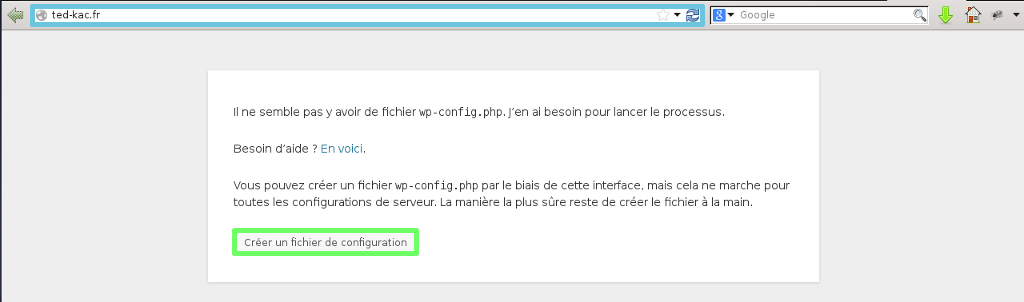 ted-kac.fr
Google
Il ne semble pas y avoir de fichier wp-config.php. J'en ai besoin pour lancer le processus.
Besoin d'aide ? En voici.
Vous pouvez créer un fichier wp-config.php par le biais de cette interface, mais cela ne marche pour
toutes les configurations de serveur. La manière la plus sûre reste de créer le fichier à la main.
Créer un fichier de configuration